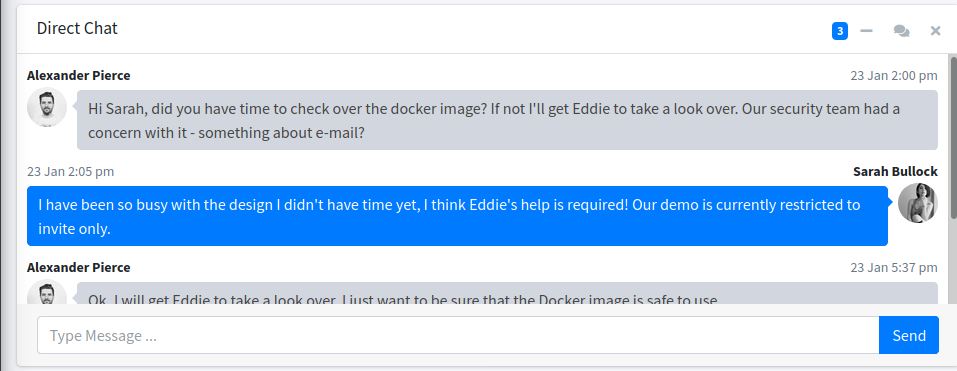 Direct Chat
3
Alexander Pierce
23 Jan 2:00 pm
Hi Sarah, did you have time to check over the docker image? If not I'll get Eddie to take a look over. Our security team had a
concern with it - something about e-mail?
23 Jan 2:05 pm
Sarah Bullock
I have been so busy with the design I didn't have time yet, I think Eddie's help is required! Our demo is currently restricted to
invite only.
Alexander Pierce
23 Jan 5:37 pm
Ok. I will get Eddie to take a look over. I just want to be sure that the Docker image is safe to use.
Type Message ...
Send